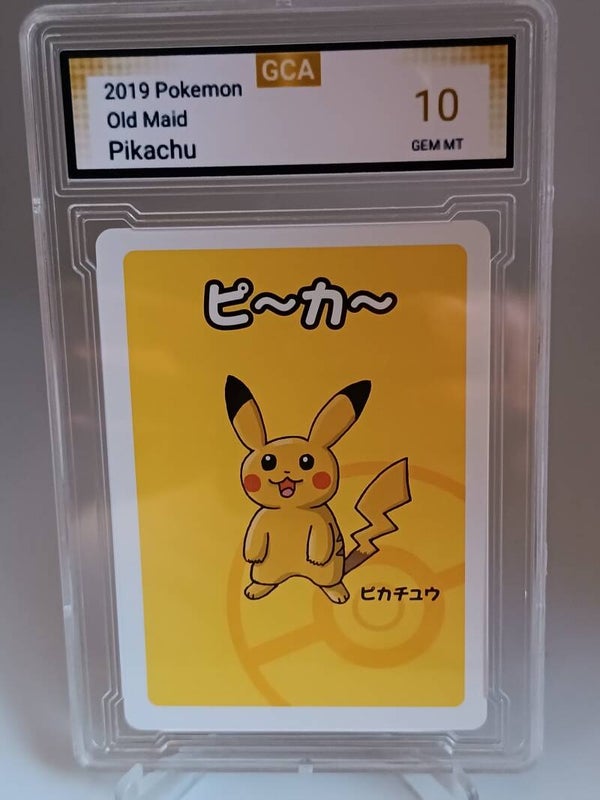 GCA
2019 Pokemon
Old Maid
Pikachu
10
GEM MT
ピ～カ～
ピカチュウ